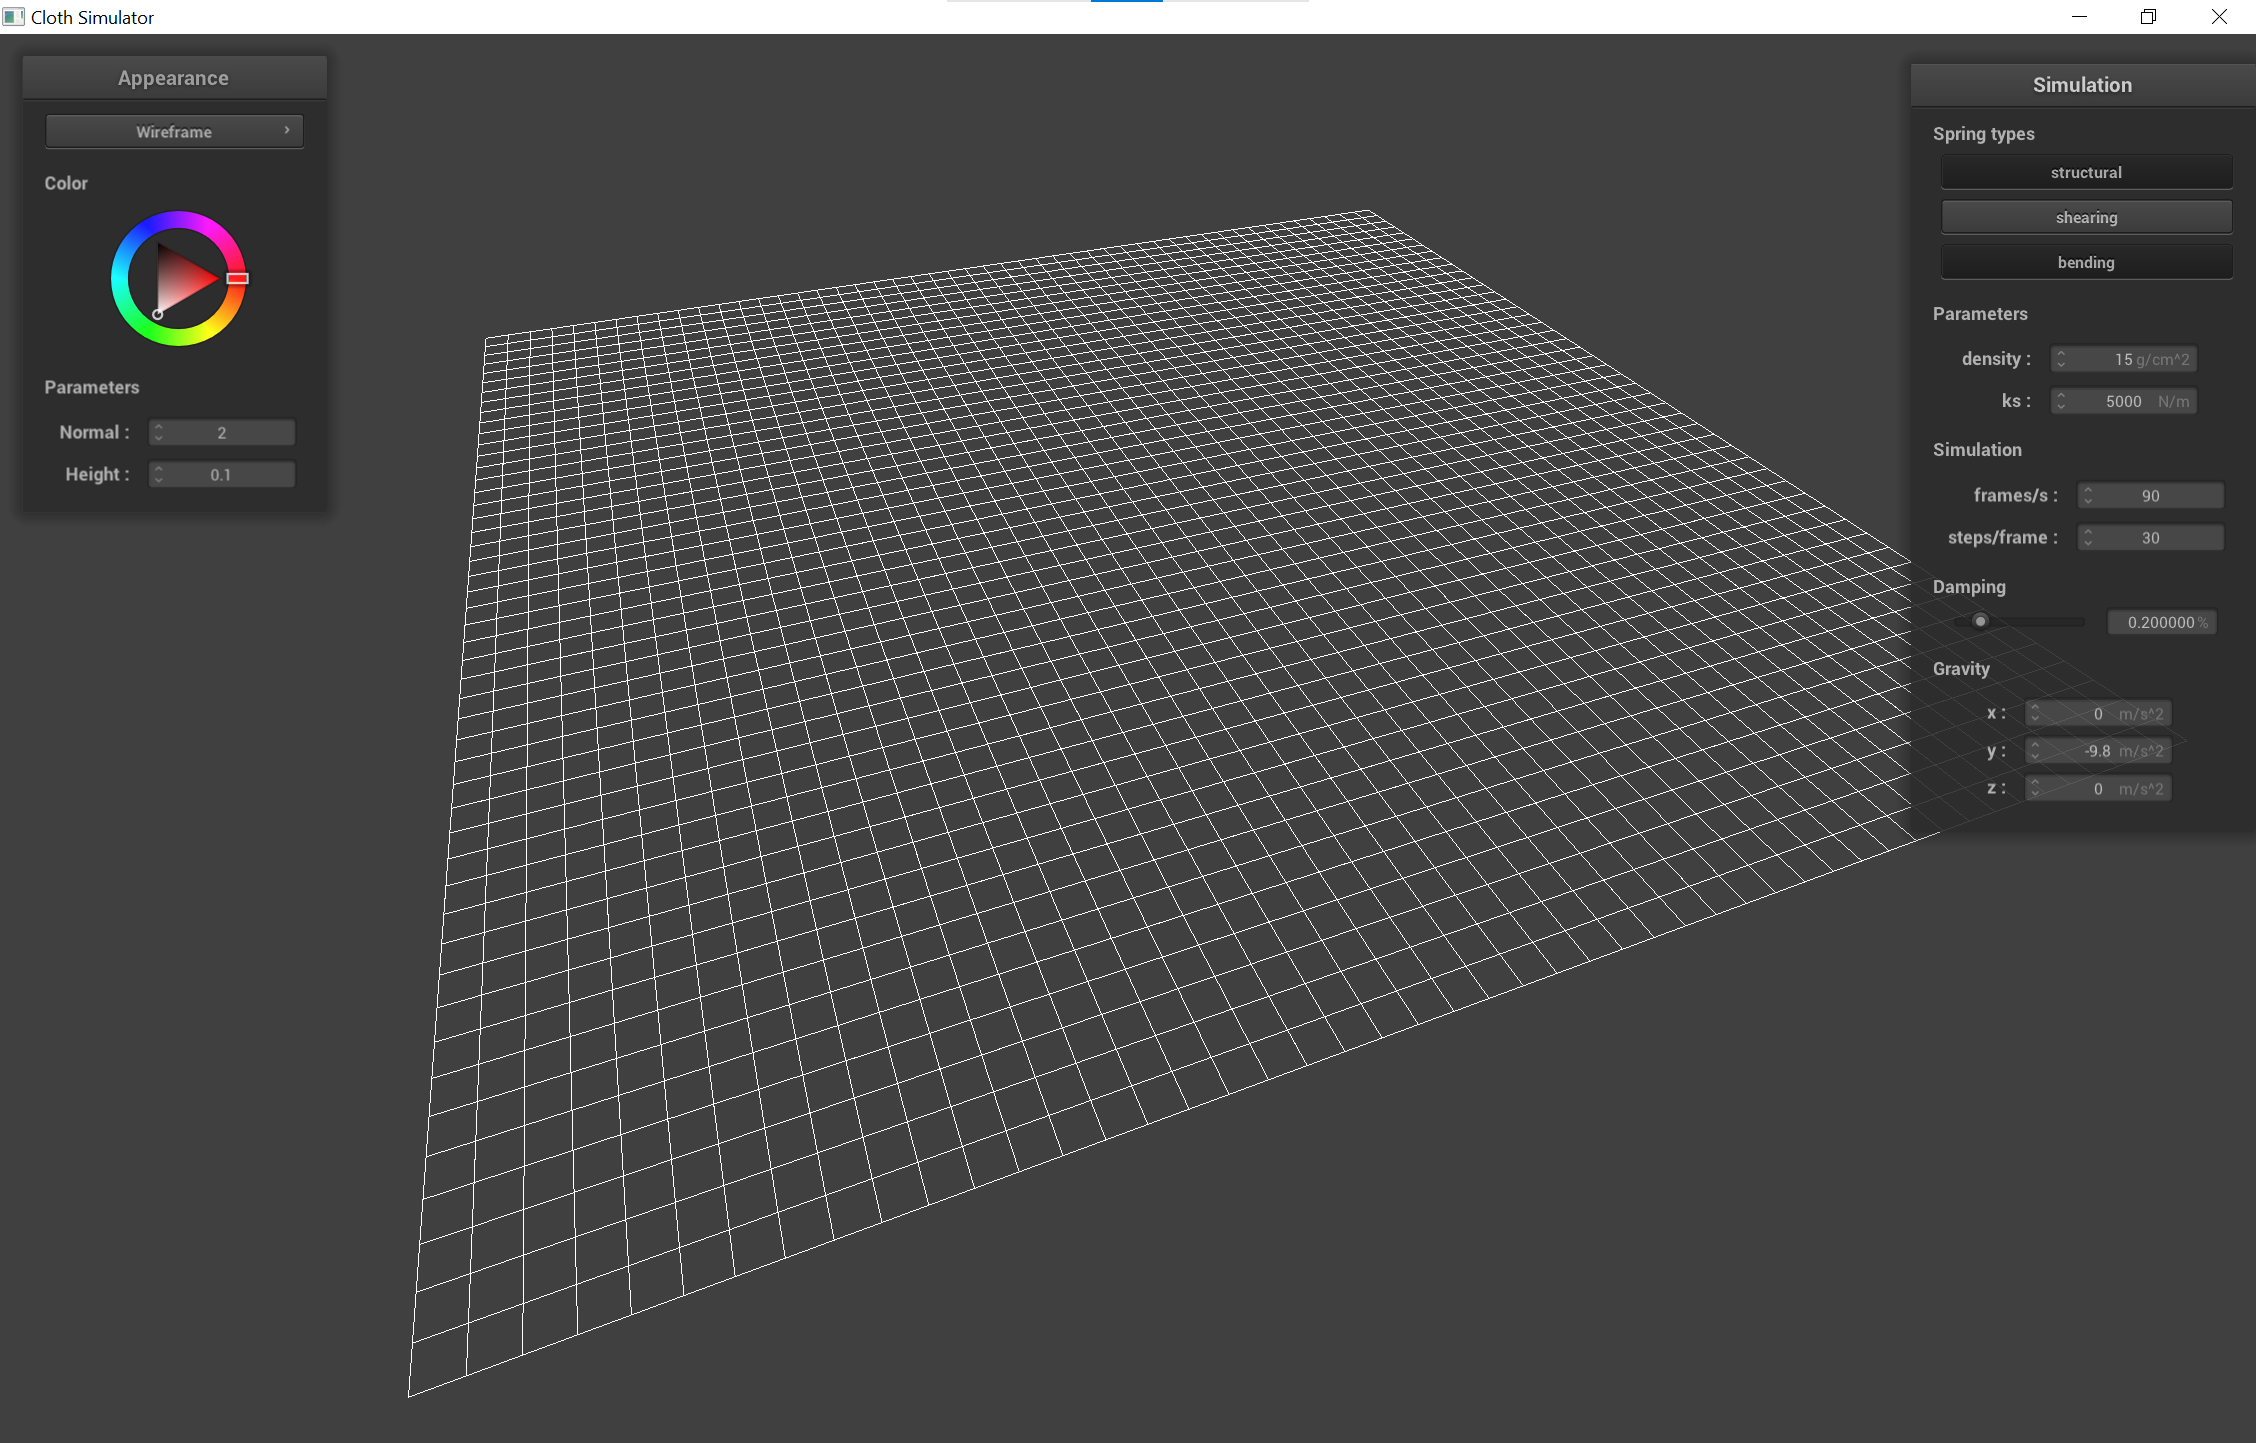 Cloth Simulator
Appearance
Wireframe
Color
Parameters
Normal : 2
Height : 0.1
Simulation
Spring types
structural
shearing
bending
Parameters
density : 15 g/cm^2
ks : 5000 N/m
Simulation
frames/s : 90
steps/frame : 30
Damping
0.200000 %
Gravity
x : 0 m/s^2
y : -9.8 m/s^2
z : 0 m/s^2